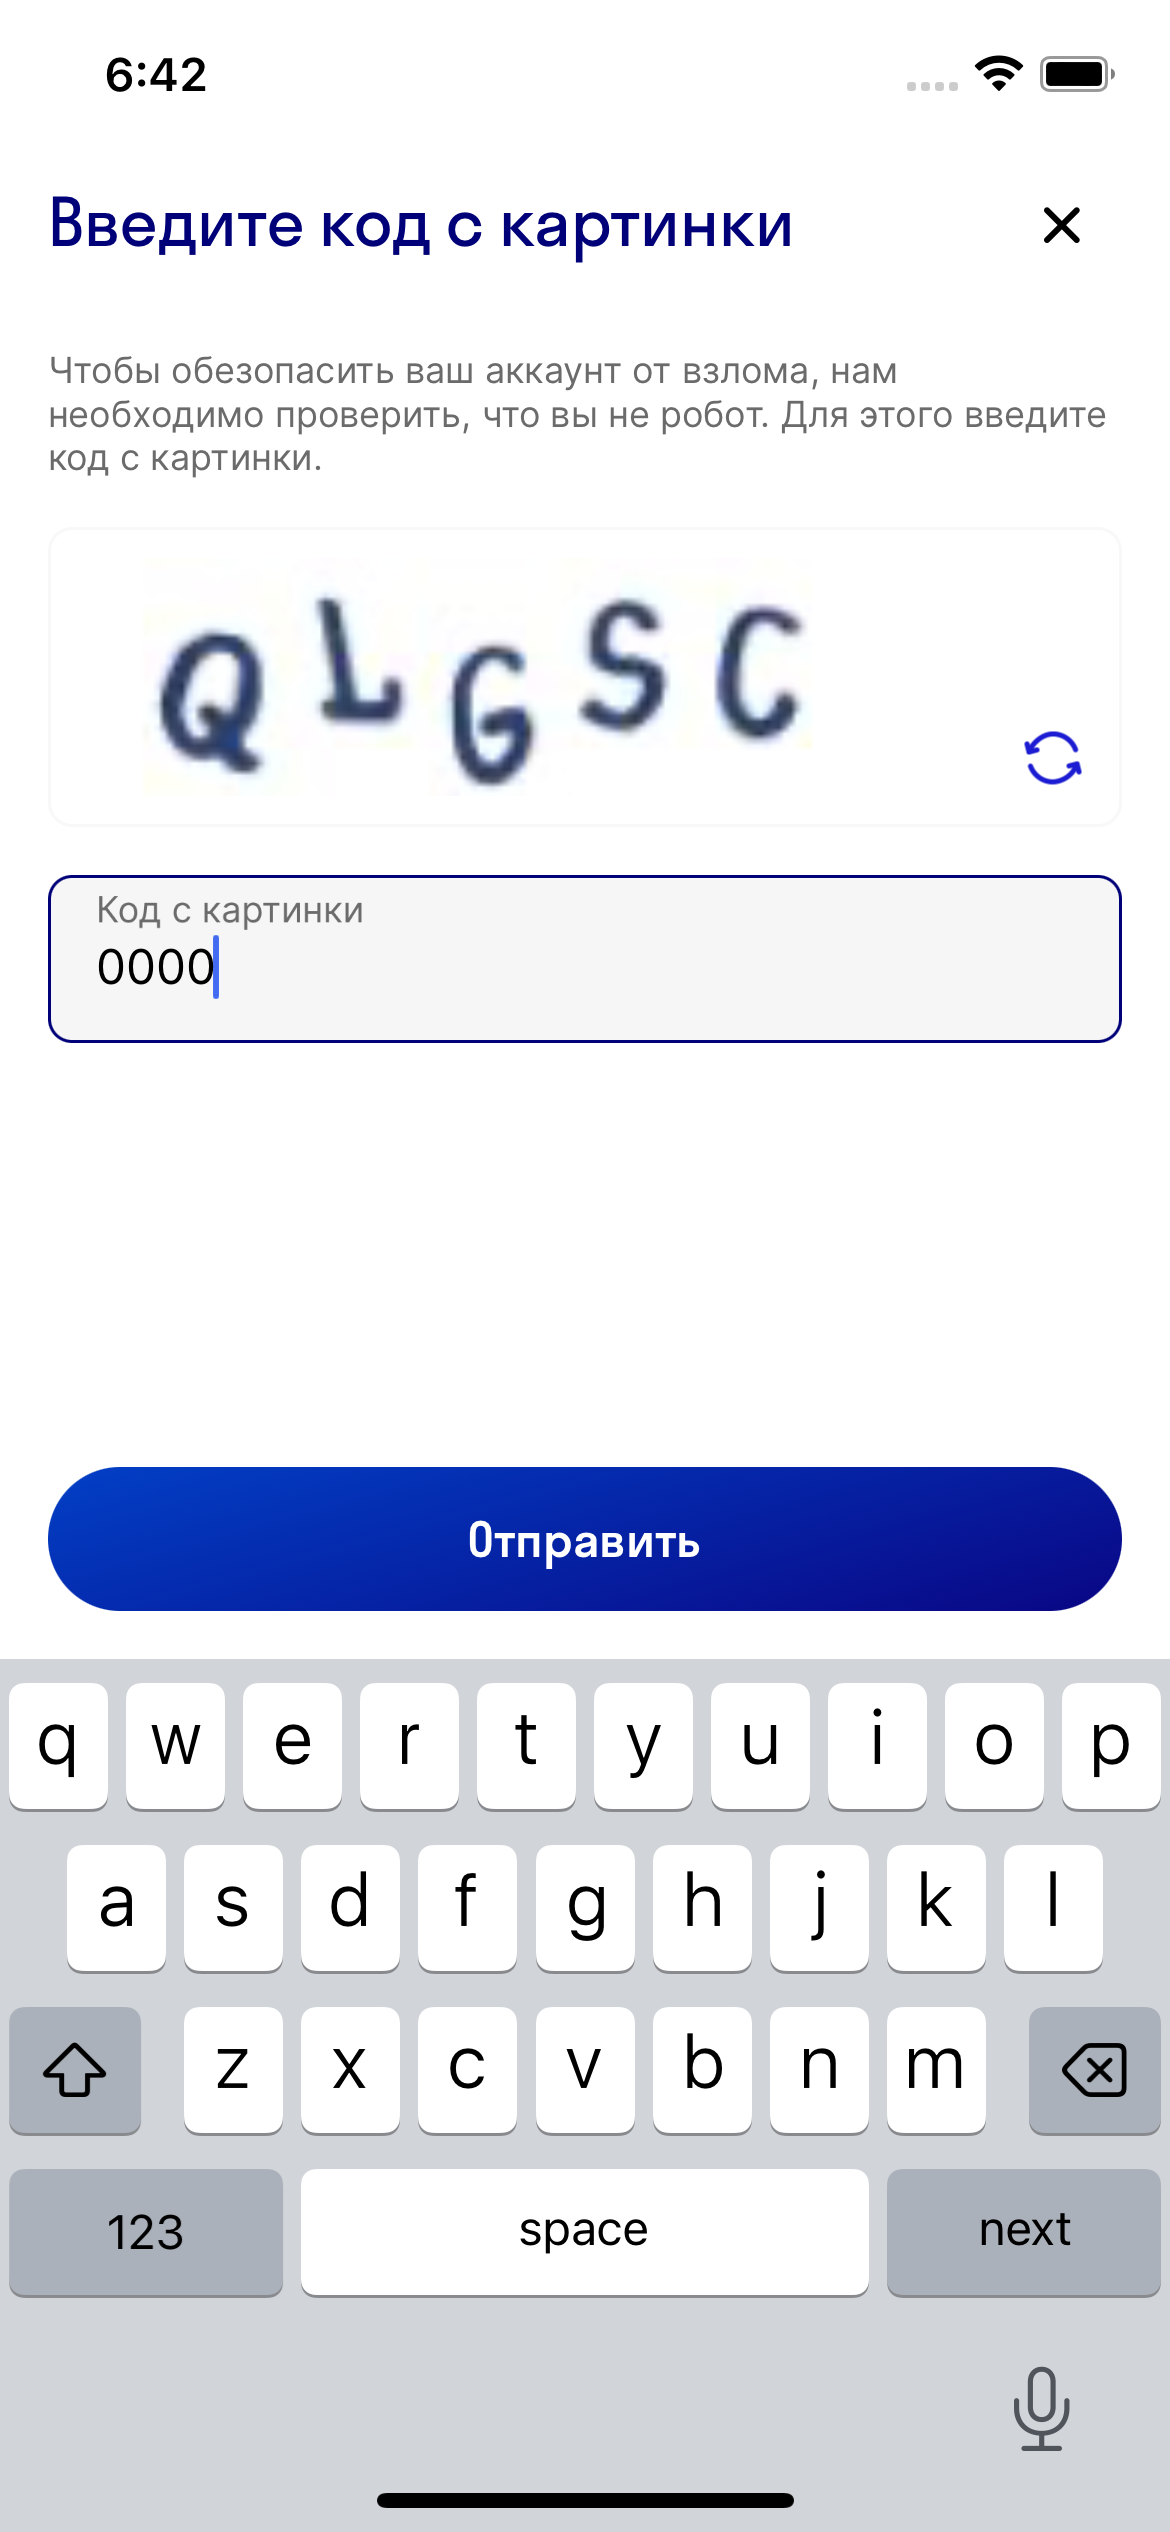 6:42
Введите код с картинки
Чтобы обезопасить ваш аккаунт от взлома, нам
необходимо проверить, что вы не робот. Для этого введите
код с картинки.
QLGSC
Код с картинки
0000
Отправить
q w e r t y u i o p
a s d f g h j k l
z x c v b n m
123 space next